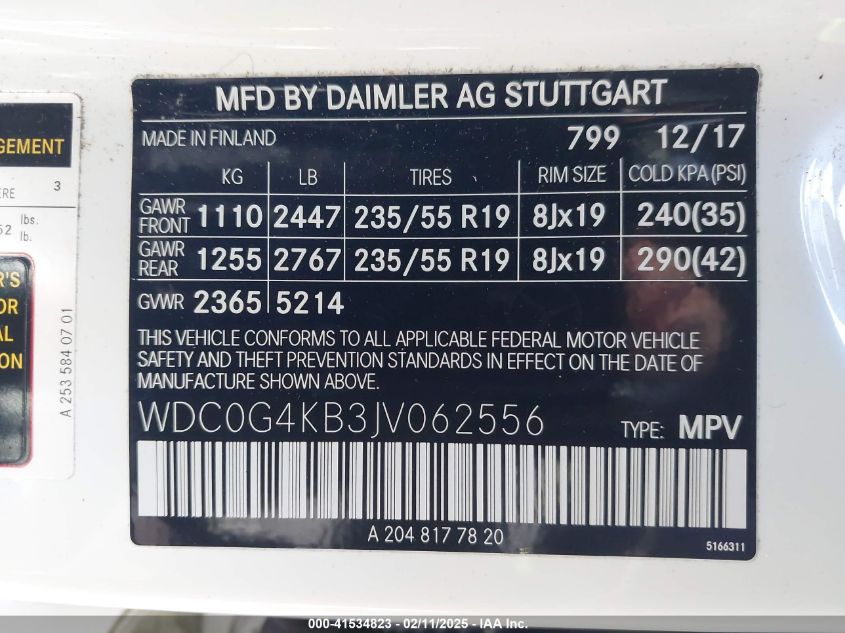 MFD BY DAIMLER AG STUTTGART
MADE IN FINLAND 799 12/17
KG LB TIRES RIM SIZE COLD KPA (PSI)
GAWR FRONT 1110 2447 235/55 R19 8Jx19 240(35)
GAWR REAR 1255 2767 235/55 R19 8Jx19 290(42)
GVWR 2365 5214
THIS VEHICLE CONFORMS TO ALL APPLICABLE FEDERAL MOTOR VEHICLE
SAFETY AND THEFT PREVENTION STANDARDS IN EFFECT ON THE DATE OF
MANUFACTURE SHOWN ABOVE.
WDC0G4KB3JV062556 TYPE: MPV
A 204 817 78 20
5166311
3
lbs.
lb.
A 253 584 07 01
000-41534823 - 02/11/2025 - IAA Inc.